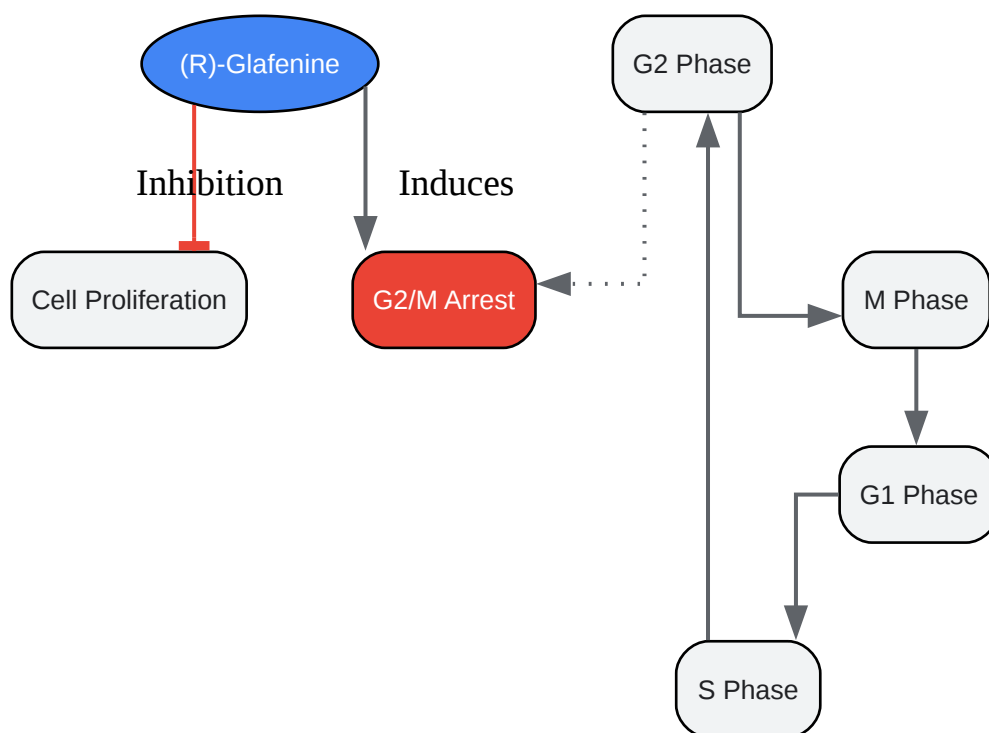 (R)-Glafenine
G2 Phase
Inhibition
Induces
Cell Proliferation
G2/M Arrest
M Phase
G1 Phase
S Phase